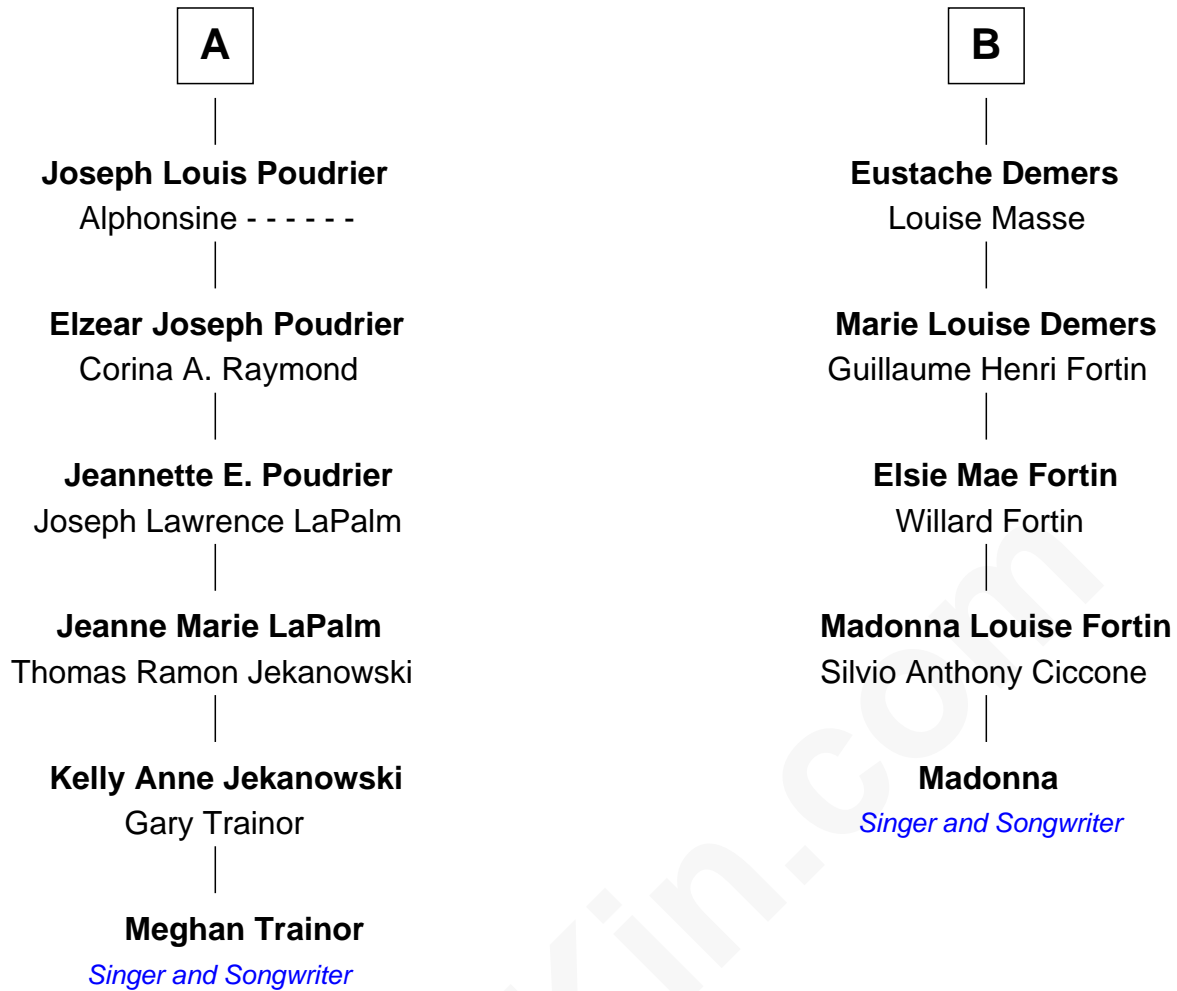 A
Joseph Louis Poudrier
Alphonsine - - - - - -
Elzear Joseph Poudrier
Corina A. Raymond
Jeannette E. Poudrier
Joseph Lawrence LaPalm
Jeanne Marie LaPalm
Thomas Ramon Jekanowski
Kelly Anne Jekanowski
Gary Trainor
Meghan Trainor
Singer and Songwriter
B
Eustache Demers
Louise Masse
Marie Louise Demers
Guillaume Henri Fortin
Elsie Mae Fortin
Willard Fortin
Madonna Louise Fortin
Silvio Anthony Ciccone
Madonna
Singer and Songwriter
Kin.com